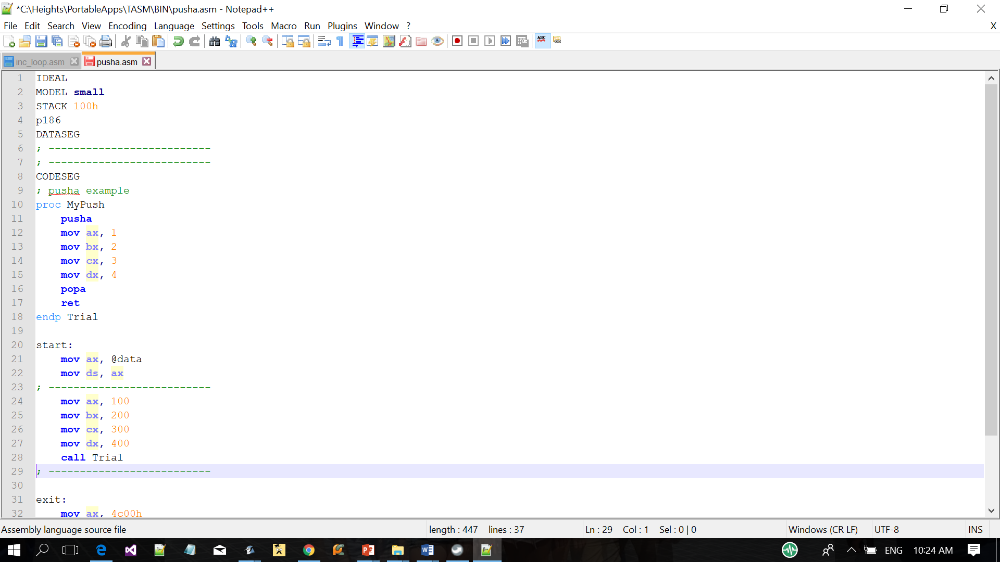 *C:\Heights\PortableApps\TASM\BIN\pusha.asm - Notepad++
File Edit Search View Encoding Language Settings Tools Macro Run Plugins Window ? X
ABC
inc_loop.asm pusha.asm
1 IDEAL
2 MODEL small
3 STACK 100h
4 p186
5 DATASEG
6 ; --------------------------
7 ; --------------------------
8 CODESEG
9 ; pusha example
10 proc MyPush
11 pusha
12 mov ax, 1
13 mov bx, 2
14 mov cx, 3
15 mov dx, 4
16 popa
17 ret
18 endp Trial
19
20 start:
21 mov ax, @data
22 mov ds, ax
23 ; --------------------------
24 mov ax, 100
25 mov bx, 200
26 mov cx, 300
27 mov dx, 400
28 call Trial
29 ; --------------------------
30
31 exit:
32 mov ax, 4c00h
Assembly language source file length : 447 lines : 37 Ln : 29 Col : 1 Sel : 0 | 0 Windows (CR LF) UTF-8 INS
ENG 10:24 AM